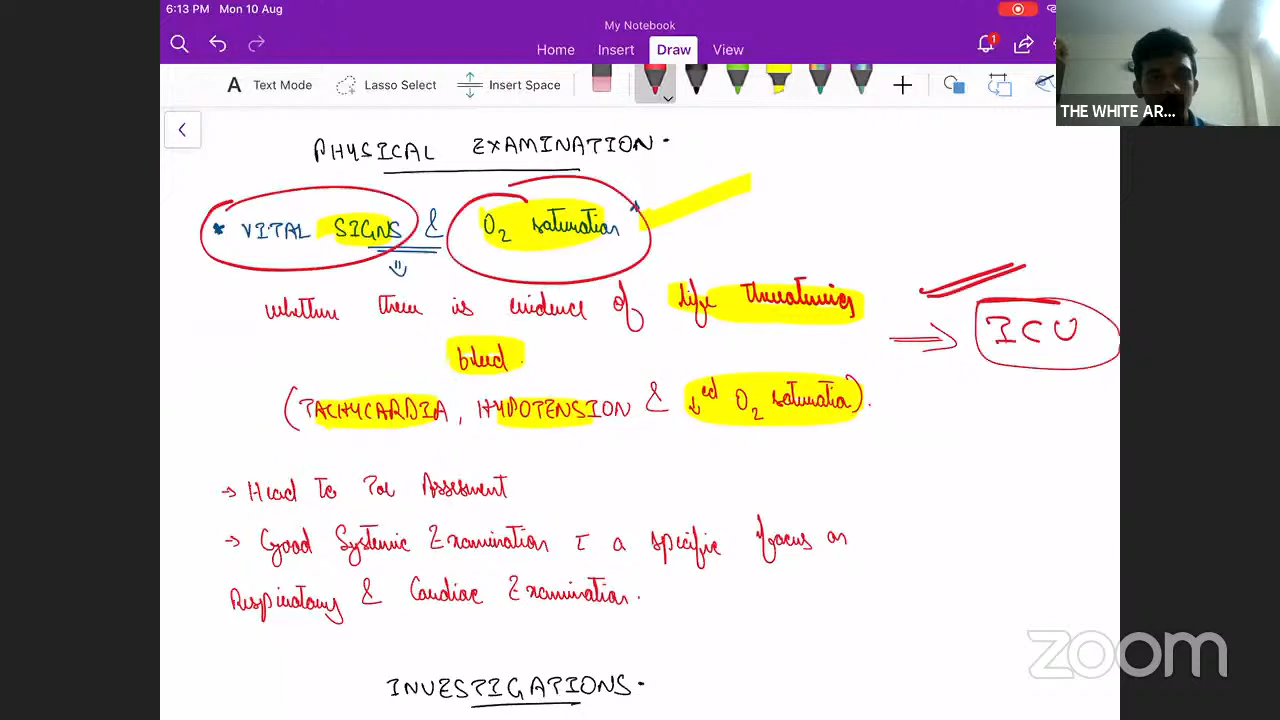 6:13 PM Mon 10 Aug
My Notebook
Home Insert Draw View
1
A Text Mode Lasso Select Insert Space
THE WHITE AR...
PHYSICAL EXAMINATION.
* VITAL SIGNS & O2 saturation *
whether there is evidence of life threatening
bleed.
⇒ ICU
(TACHYCARDIA, HYPOTENSION & ↓ed O2 saturation).
→ Head to Toe Assesment
→ Good Systemic Examination c a specific focus on
Respiratory & Cardiac Examination.
INVESTIGATIONS.
zoom